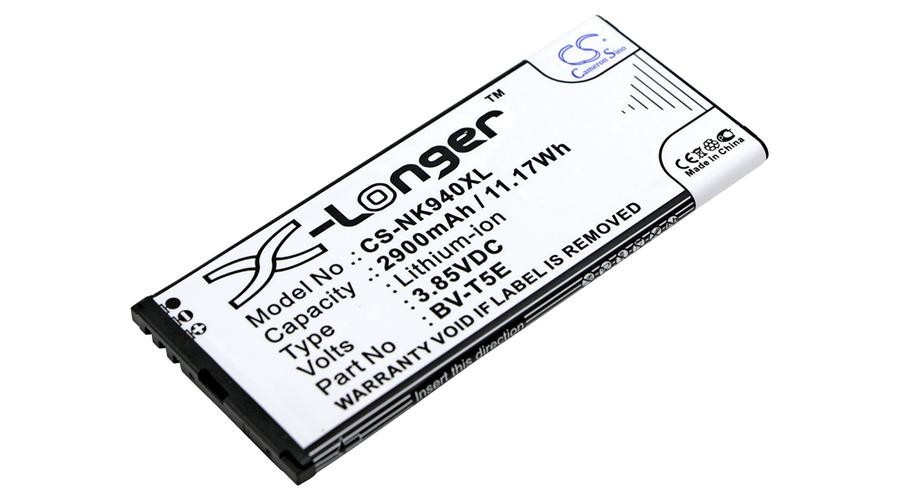 CS
Cameron Sino
X-Longer™
Model No : CS-NK940XL
Capacity : 2900mAh / 11.17Wh
Type : Lithium-ion
Volts : 3.85VDC
Part No : BV-T5E
WARRANTY VOID IF LABEL IS REMOVED
Insert this direction
CE
Made in China